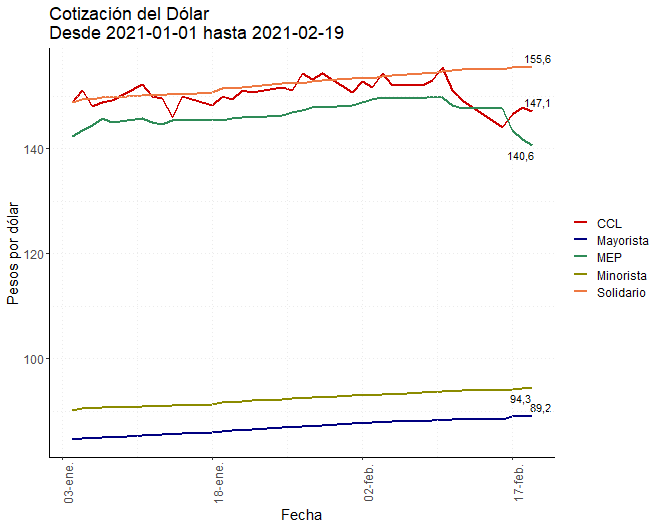 Cotización del Dólar
Desde 2021-01-01 hasta 2021-02-19
155,6
147,1
140,6
94,3
89,2
140
120
100
Pesos por dólar
03-ene.
18-ene.
02-feb.
17-feb.
Fecha
CCL
Mayorista
MEP
Minorista
Solidario